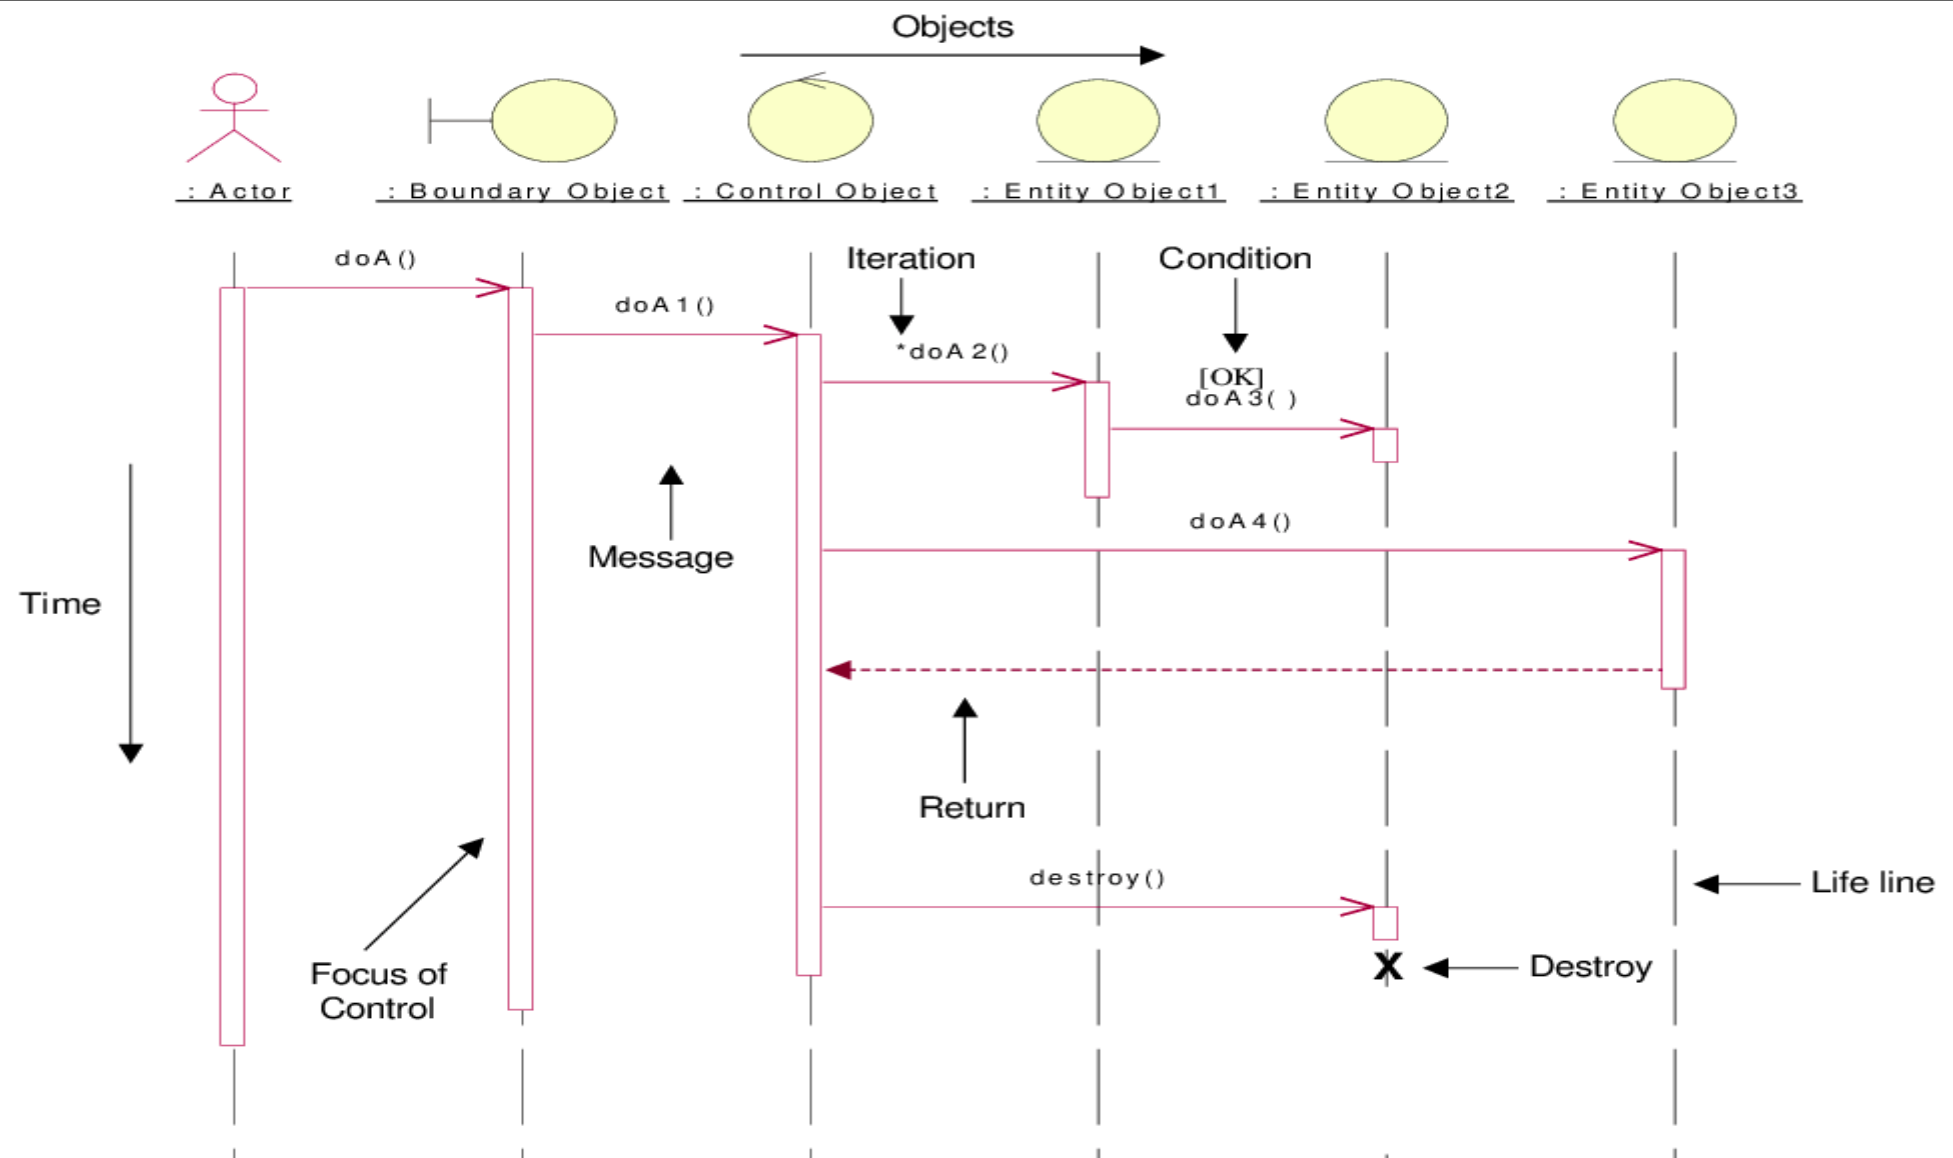 Objects
: Actor
: Boundary Object
: Control Object
: Entity Object1
: Entity Object2
: Entity Object3
doA()
Iteration
Condition
doA1()
*doA2()
[OK]
doA3( )
Message
doA4()
Time
Return
destroy()
Life line
Focus of
Control
X
Destroy